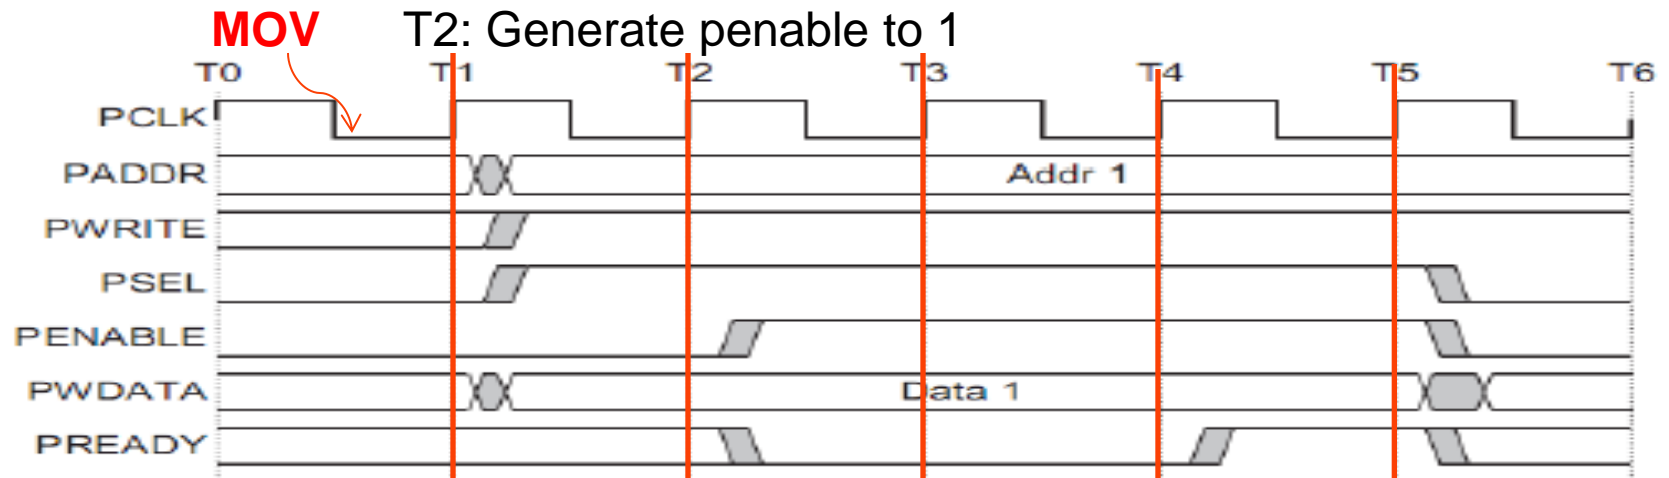 MOV T2: Generate penable to 1
T0 T1 T2 T3 T4 T5 T6
PCLK
PADDR Addr 1
PWRITE
PSEL
PENABLE
PWDATA Data 1
PREADY